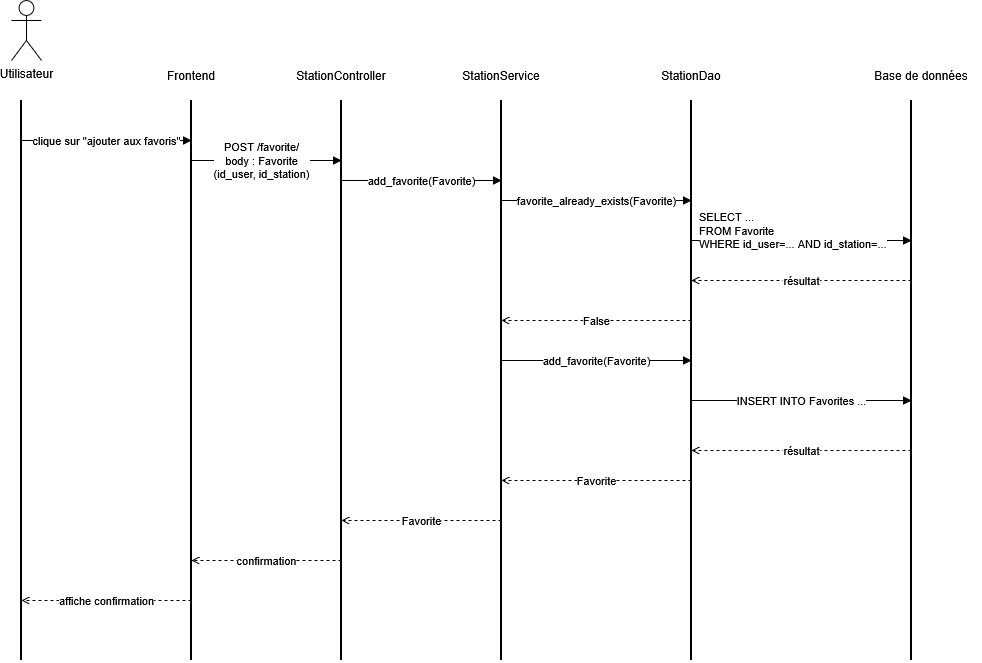 Utilisateur
Frontend
StationController
StationService
StationDao
Base de données
clique sur "ajouter aux favoris"
POST /favorite/
body : Favorite
(id_user, id_station)
add_favorite(Favorite)
favorite_already_exists(Favorite)
SELECT ...
FROM Favorite
WHERE id_user=... AND id_station=...
résultat
False
add_favorite(Favorite)
INSERT INTO Favorites ...
résultat
Favorite
Favorite
confirmation
affiche confirmation